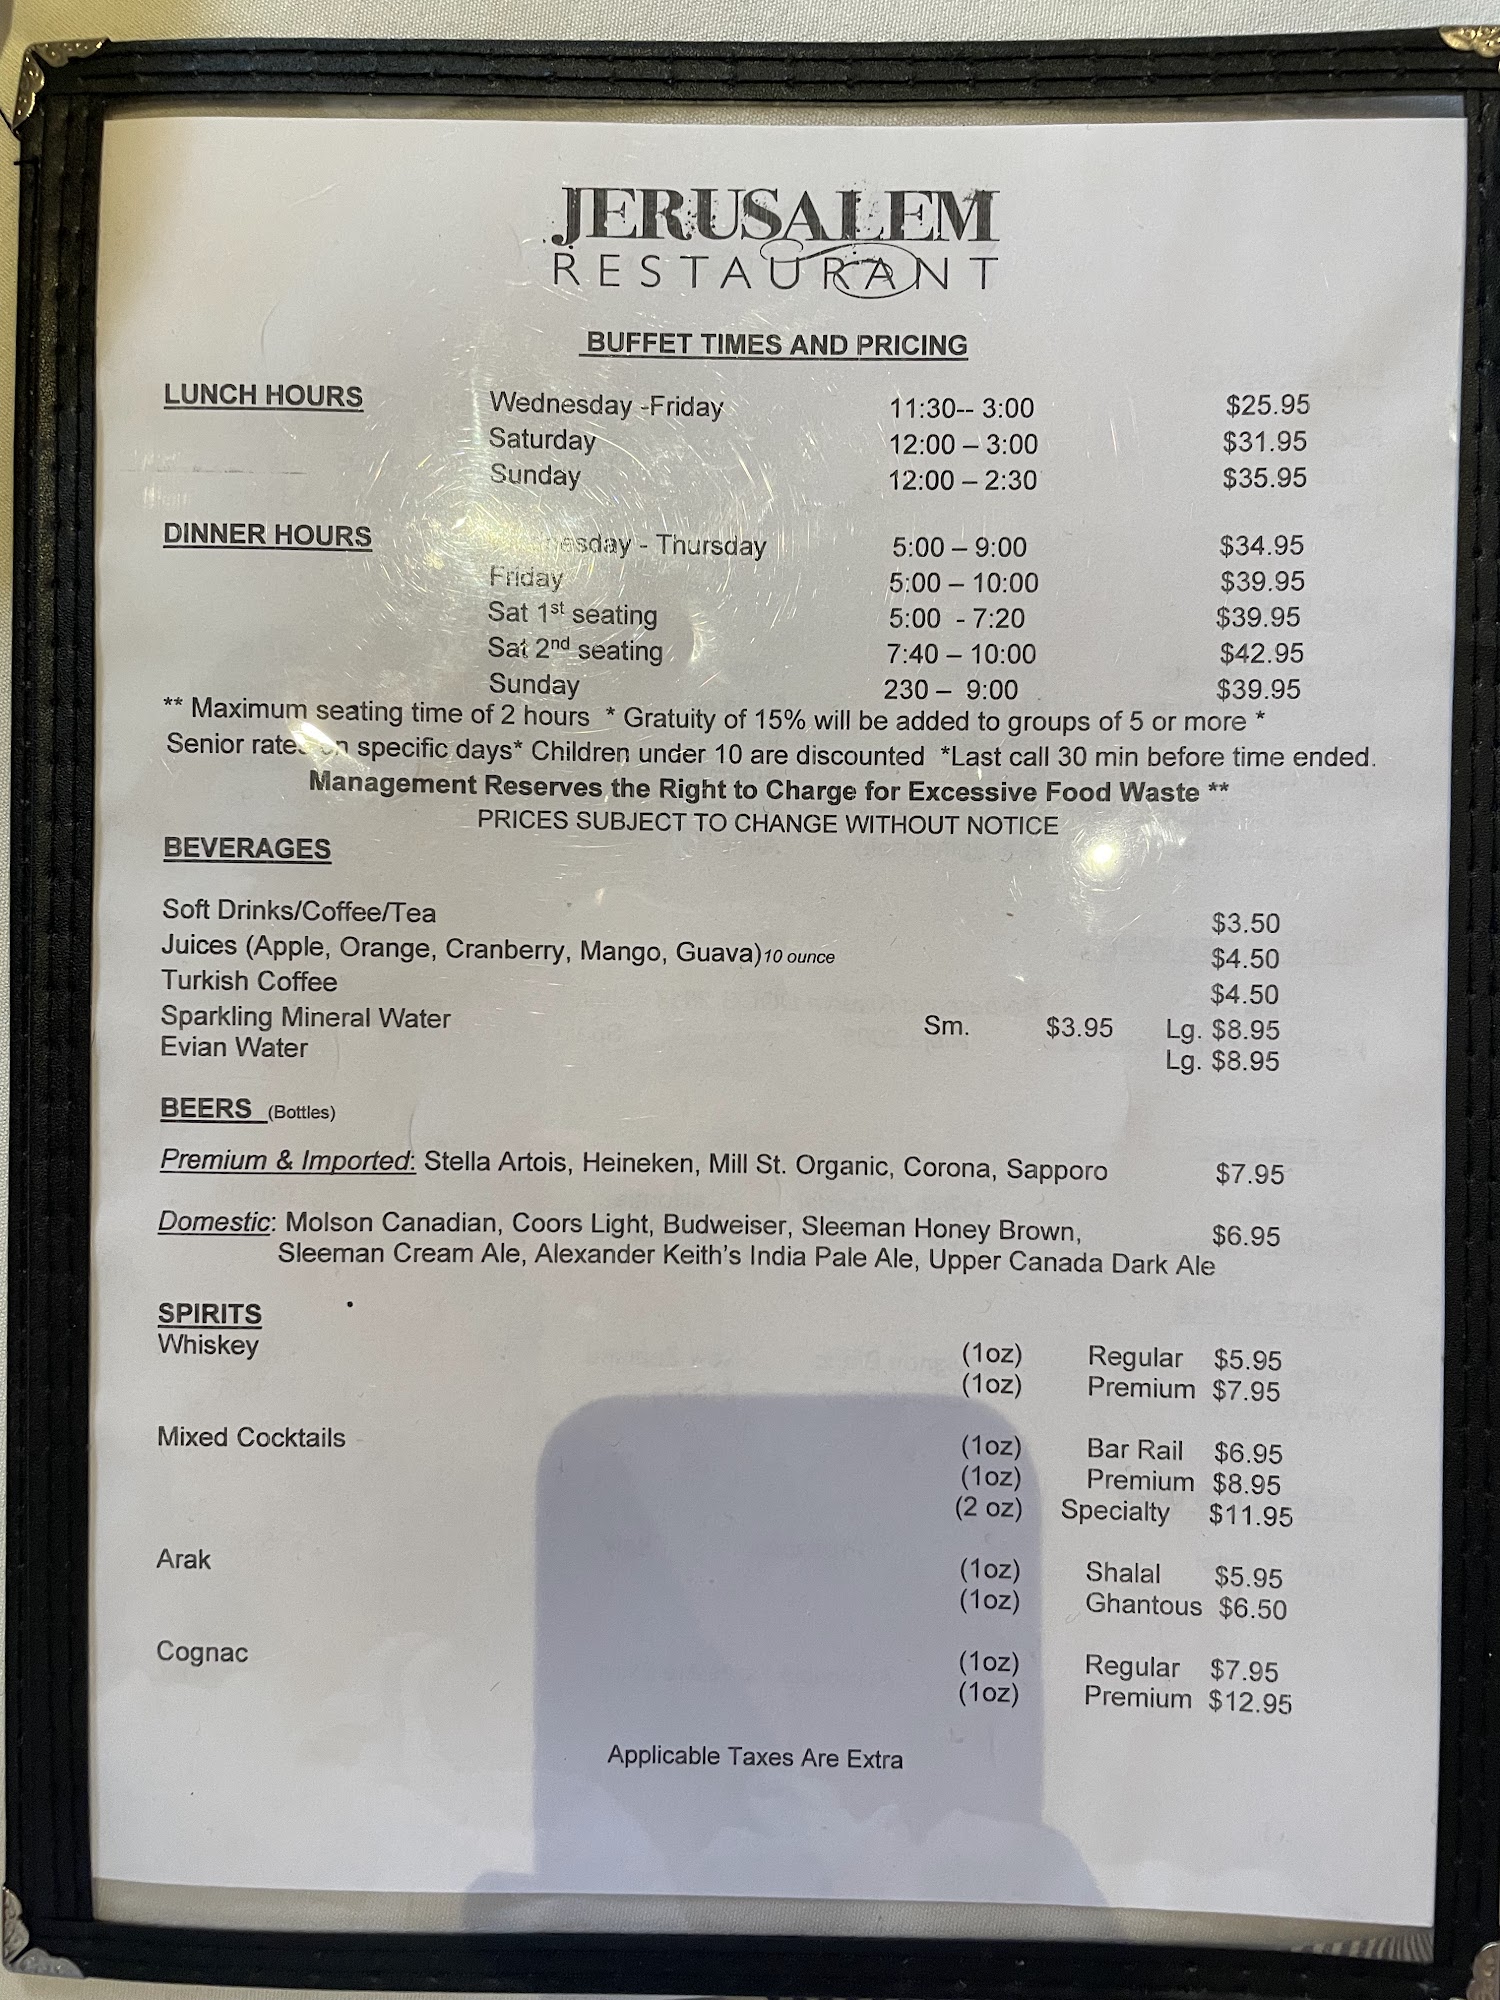 JERUSALEM
RESTAURANT
BUFFET TIMES AND PRICING
LUNCH HOURS Wednesday -Friday 11:30-- 3:00 $25.95
Saturday 12:00 – 3:00 $31.95
Sunday 12:00 – 2:30 $35.95
DINNER HOURS esday - Thursday 5:00 – 9:00 $34.95
Friday 5:00 – 10:00 $39.95
Sat 1st seating 5:00 - 7:20 $39.95
Sat 2nd seating 7:40 – 10:00 $42.95
Sunday 230 – 9:00 $39.95
** Maximum seating time of 2 hours * Gratuity of 15% will be added to groups of 5 or more *
Senior rates on specific days* Children under 10 are discounted *Last call 30 min before time ended.
Management Reserves the Right to Charge for Excessive Food Waste **
PRICES SUBJECT TO CHANGE WITHOUT NOTICE
BEVERAGES
Soft Drinks/Coffee/Tea $3.50
Juices (Apple, Orange, Cranberry, Mango, Guava)10 ounce $4.50
Turkish Coffee $4.50
Sparkling Mineral Water Sm. $3.95 Lg. $8.95
Evian Water Lg. $8.95
BEERS (Bottles)
Premium & Imported: Stella Artois, Heineken, Mill St. Organic, Corona, Sapporo $7.95
Domestic: Molson Canadian, Coors Light, Budweiser, Sleeman Honey Brown, $6.95
Sleeman Cream Ale, Alexander Keith's India Pale Ale, Upper Canada Dark Ale
SPIRITS
Whiskey (1oz) Regular $5.95
(1oz) Premium $7.95
Mixed Cocktails (1oz) Bar Rail $6.95
(1oz) Premium $8.95
(2 oz) Specialty $11.95
Arak (1oz) Shalal $5.95
(1oz) Ghantous $6.50
Cognac (1oz) Regular $7.95
(1oz) Premium $12.95
Applicable Taxes Are Extra